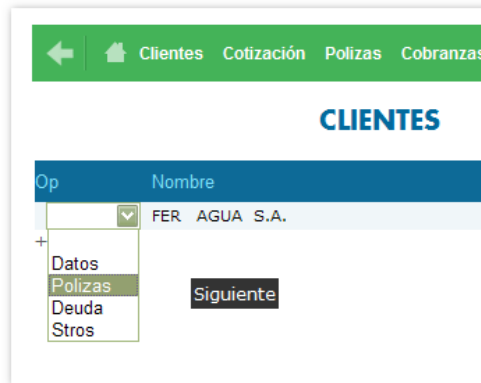 Clientes Cotización Polizas Cobranzas
CLIENTES
Op Nombre
FER AGUA S.A.
+
Datos
Polizas
Deuda
Stros
Siguiente